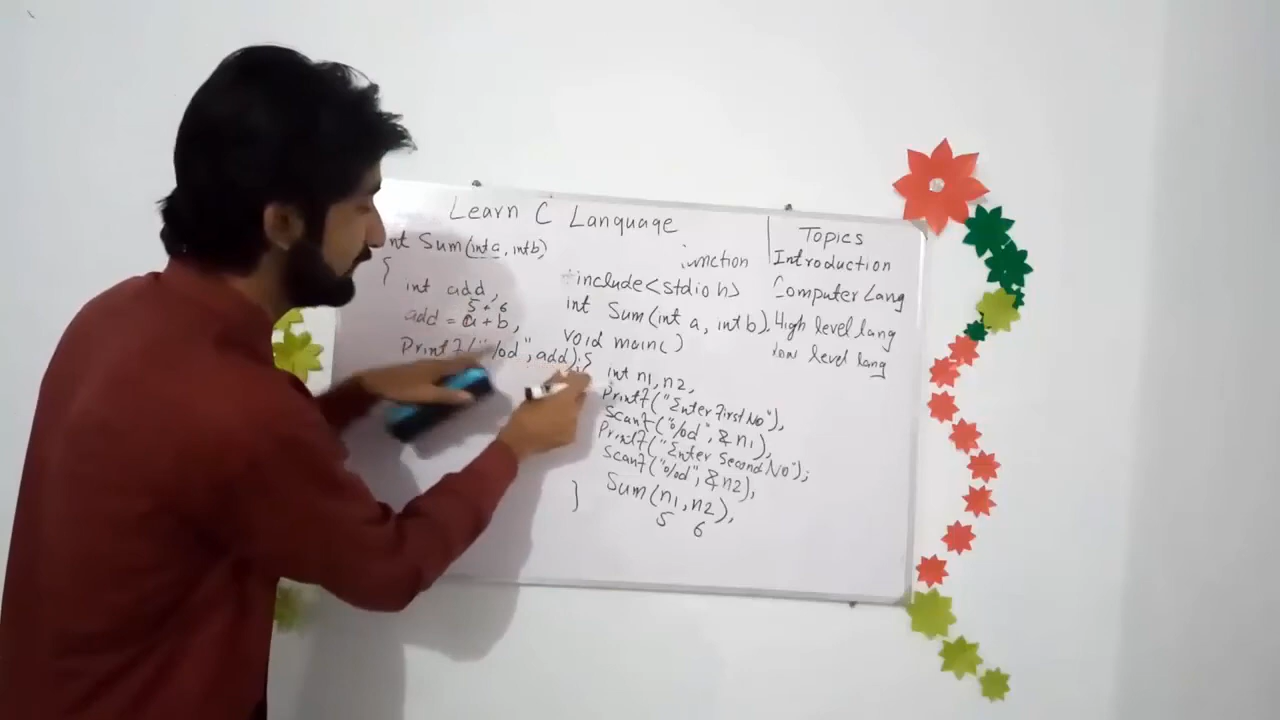 Learn C Language
int Sum(int a, int b)
{
int add,
5 + 6
add = a + b,
Printf("%d", add);
}
unction
include<stdio h>
int Sum(int a, int b),
void main()
{
int n1, n2,
Printf("Enter First No"),
Scanf("%d", & n1),
Printf("Enter Second No");
Scanf("%d", & n2),
Sum(n1, n2),
5 6
Topics
Introduction
Computer Lang
High level lang
low level lang